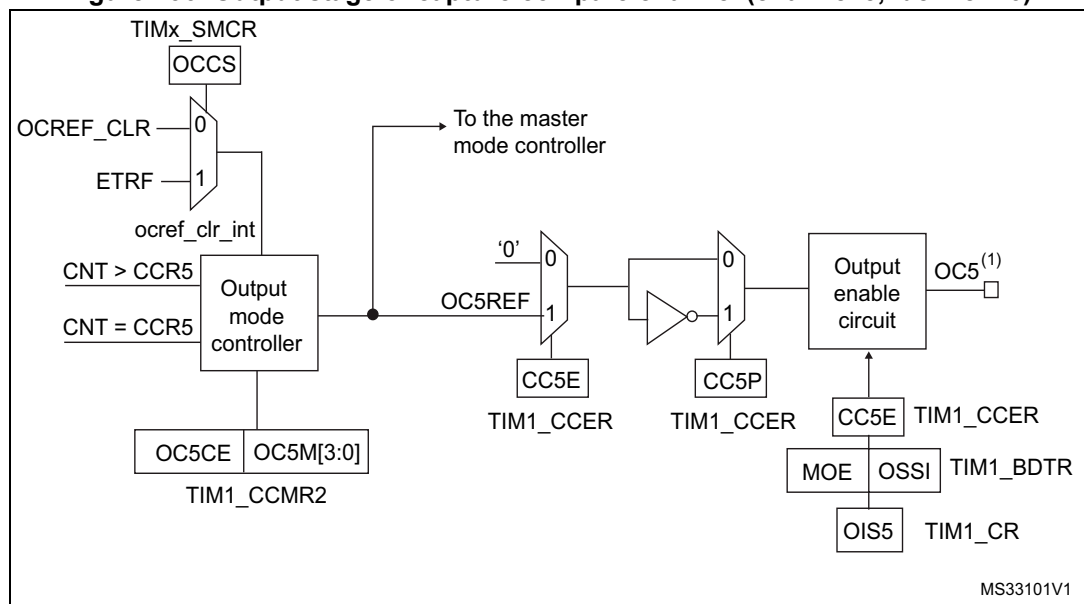 TIMx_SMCR
OCCS
OCREF_CLR
0
ETRF
1
ocref_clr_int
To the master
mode controller
CNT > CCR5
CNT = CCR5
Output
mode
controller
OC5CE
OC5M[3:0]
TIM1_CCMR2
'0'
0
OC5REF
1
CC5E
TIM1_CCER
0
1
CC5P
TIM1_CCER
Output
enable
circuit
OC5(1)
CC5E
TIM1_CCER
MOE
OSSI
TIM1_BDTR
OIS5
TIM1_CR
MS33101V1